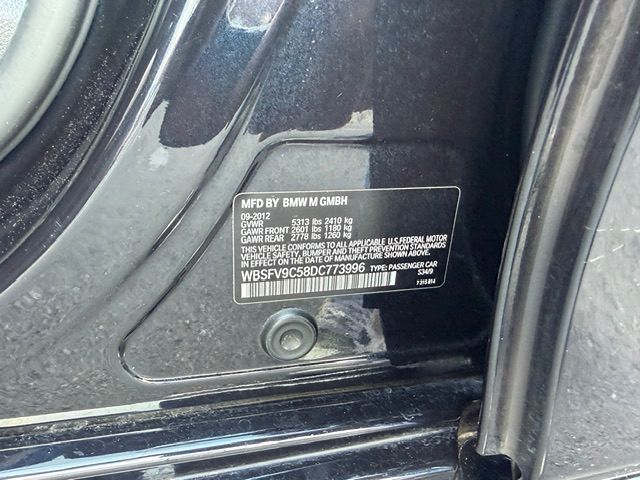 MFD BY BMW M GMBH
09-2012
GVWR 5313 lbs 2410 kg
GAWR FRONT 2601 lbs 1180 kg
GAWR REAR 2778 lbs 1260 kg
THIS VEHICLE CONFORMS TO ALL APPLICABLE U.S.FEDERAL MOTOR
VEHICLE SAFETY, BUMPER AND THEFT PREVENTION STANDARDS
IN EFFECT ON THE DATE OF MANUFACTURE SHOWN ABOVE.
WBSFV9C58DC773996 TYPE: PASSENGER CAR
S34/9